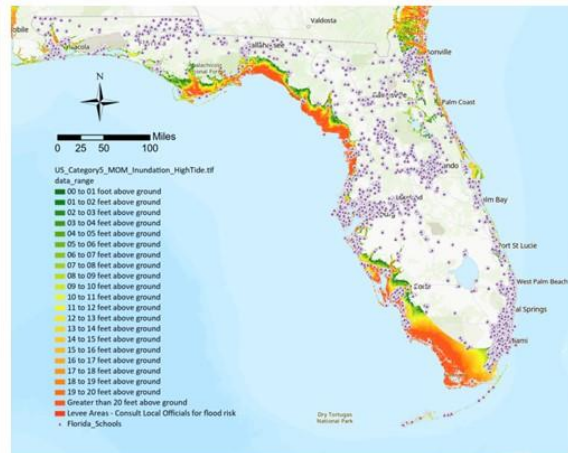 Valdosta
Palm Coast
N
Miles
0 25 50 100
US_Category5_MOM_Inundation_HighTide.tif
data_range
00 to 01 foot above ground
01 to 02 feet above ground
02 to 03 feet above ground
03 to 04 feet above ground
04 to 05 feet above ground
05 to 06 feet above ground
06 to 07 feet above ground
07 to 08 feet above ground
08 to 09 feet above ground
09 to 10 feet above ground
10 to 11 feet above ground
11 to 12 feet above ground
12 to 13 feet above ground
13 to 14 feet above ground
14 to 15 feet above ground
15 to 16 feet above ground
16 to 17 feet above ground
17 to 18 feet above ground
18 to 19 feet above ground
19 to 20 feet above ground
Greater than 20 feet above ground
Levee Areas - Consult Local Officials for flood risk
Florida_Schools
West Palm Beach
Dry Tortugas
National Park